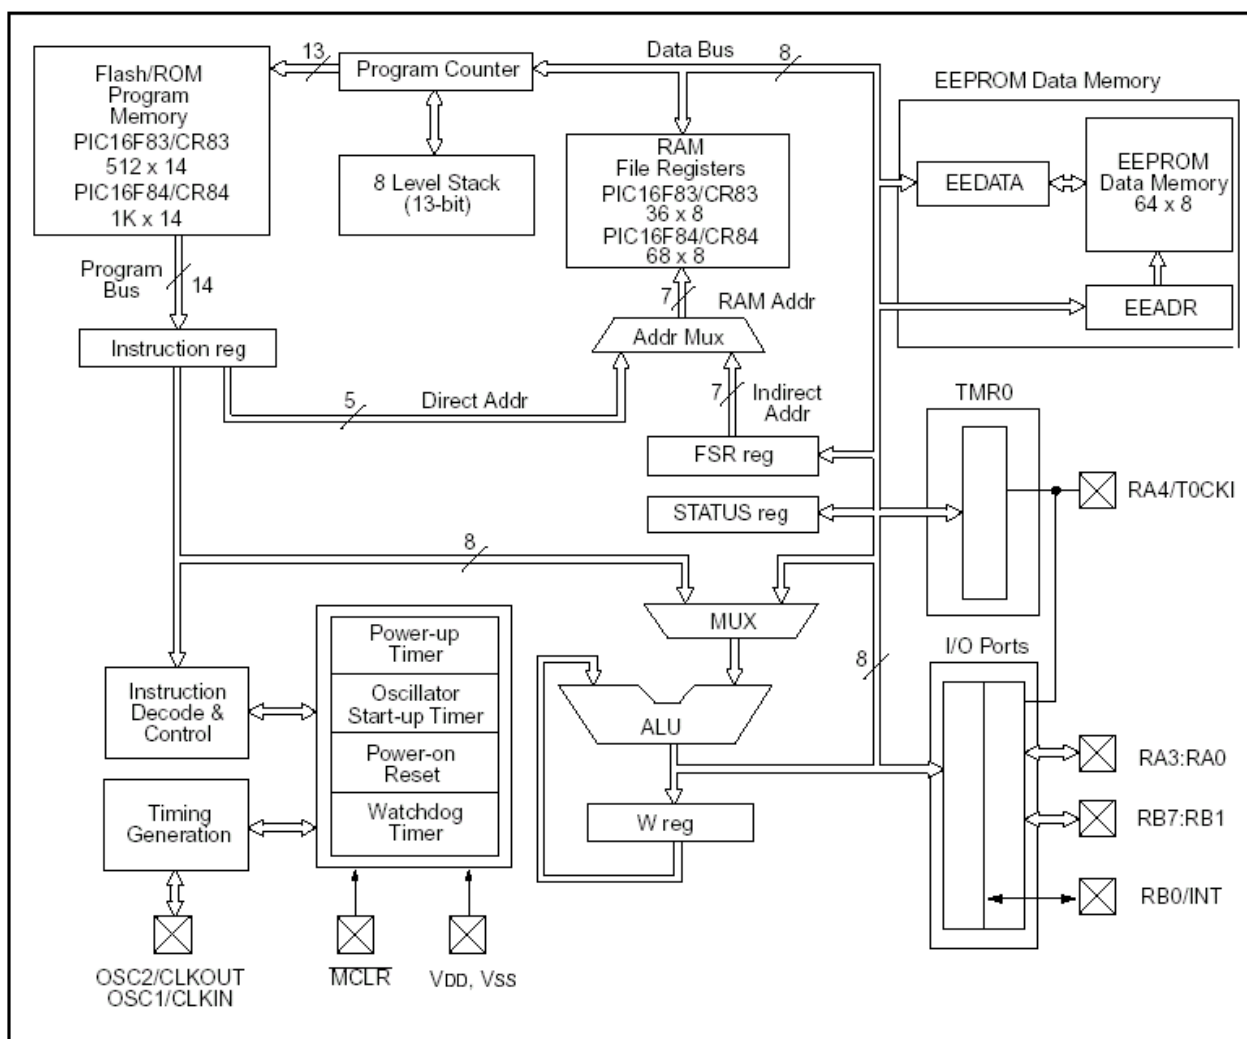 Flash/ROM
Program
Memory
PIC16F83/CR83
512 x 14
PIC16F84/CR84
1K x 14
13
Program Counter
Data Bus
8
EEPROM Data Memory
8 Level Stack
(13-bit)
RAM
File Registers
PIC16F83/CR83
36 x 8
PIC16F84/CR84
68 x 8
EEDATA
EEPROM
Data Memory
64 x 8
EEADR
Program
Bus
14
7
RAM Addr
Instruction reg
Addr Mux
5
Direct Addr
7
Indirect
Addr
TMR0
FSR reg
STATUS reg
RA4/T0CKI
8
MUX
Power-up
Timer
Oscillator
Start-up Timer
Power-on
Reset
Watchdog
Timer
Instruction
Decode &
Control
Timing
Generation
ALU
8
I/O Ports
W reg
RA3:RA0
RB7:RB1
RB0/INT
OSC2/CLKOUT
OSC1/CLKIN
MCLR
VDD, VSS